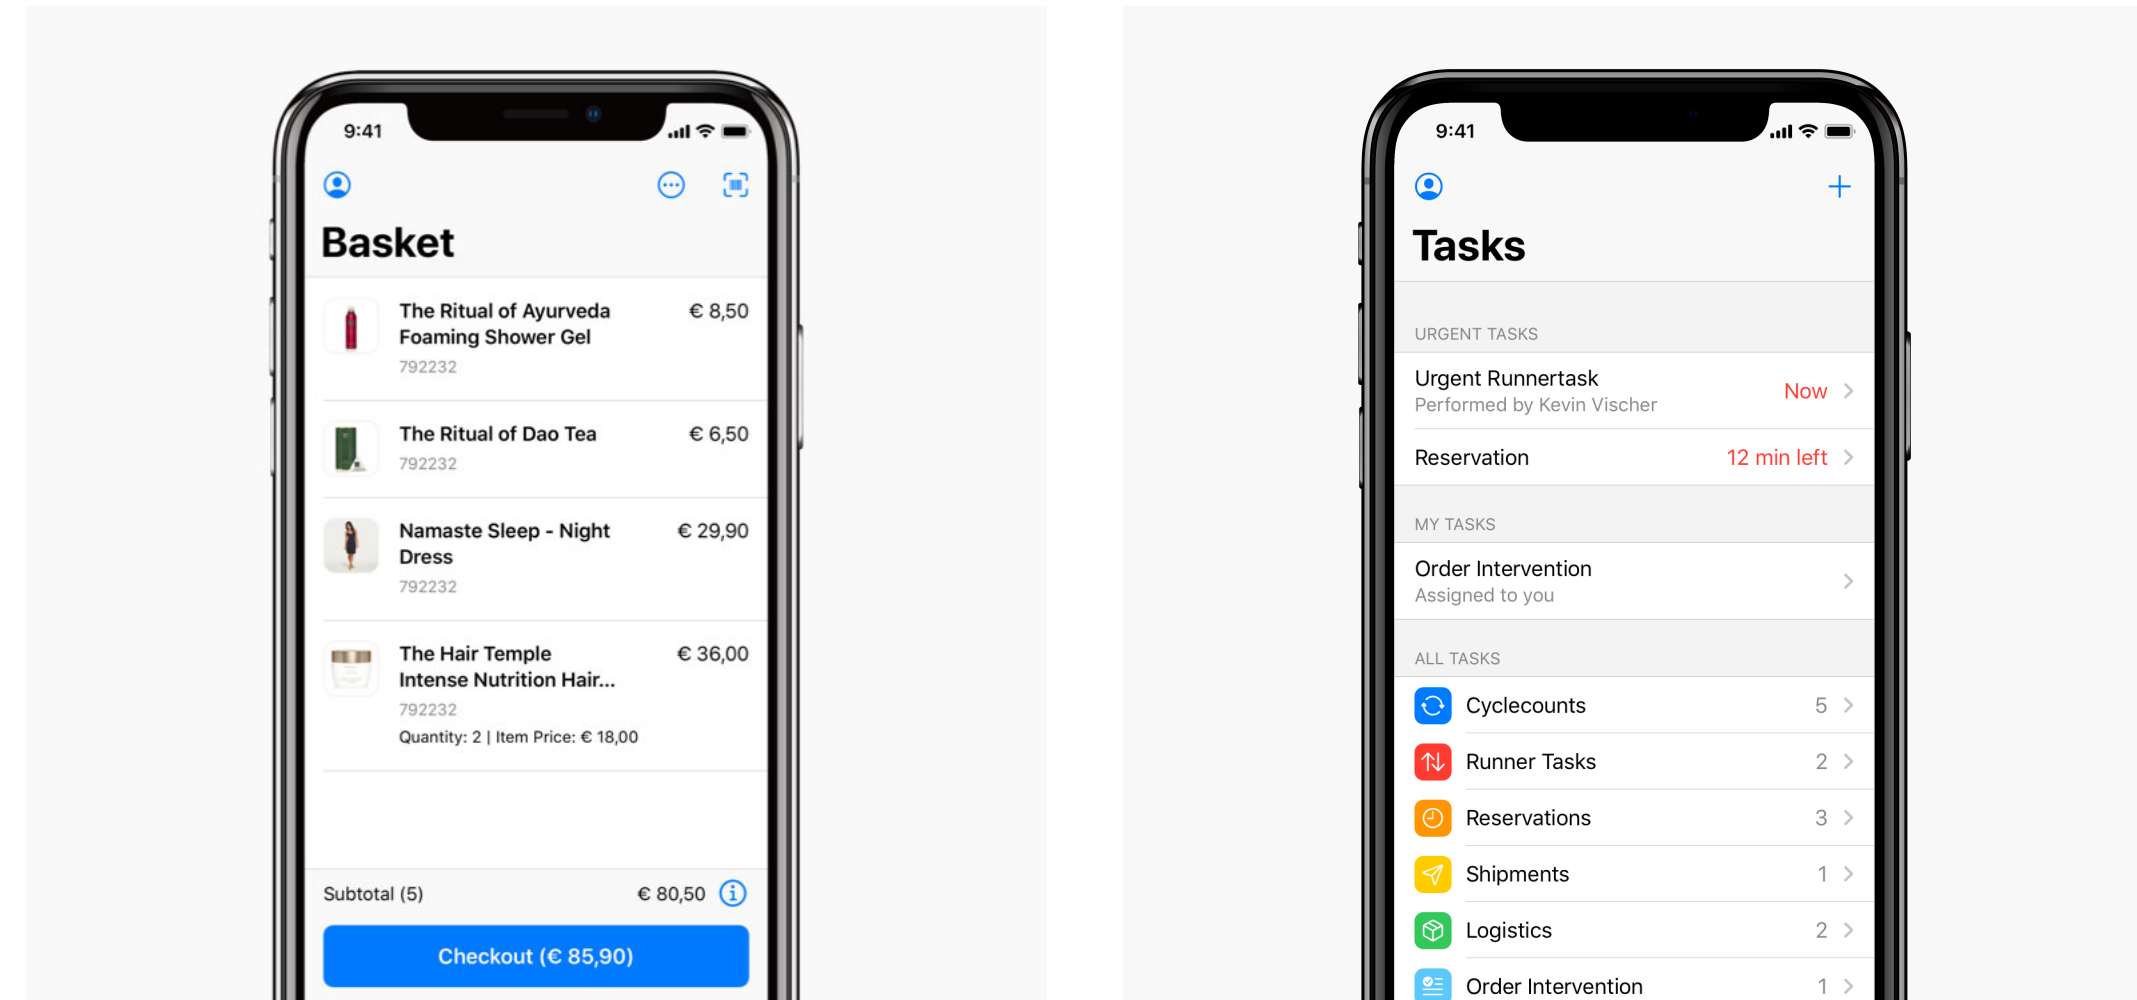 9:41
Basket
The Ritual of Ayurveda € 8,50
Foaming Shower Gel
792232
The Ritual of Dao Tea € 6,50
792232
Namaste Sleep - Night € 29,90
Dress
792232
The Hair Temple € 36,00
Intense Nutrition Hair...
792232
Quantity: 2 | Item Price: € 18,00
Subtotal (5) € 80,50
Checkout (€ 85,90)
9:41
Tasks
URGENT TASKS
Urgent Runnertask Now
Performed by Kevin Vischer
Reservation 12 min left
MY TASKS
Order Intervention
Assigned to you
ALL TASKS
Cyclecounts 5
Runner Tasks 2
Reservations 3
Shipments 1
Logistics 2
Order Intervention 1